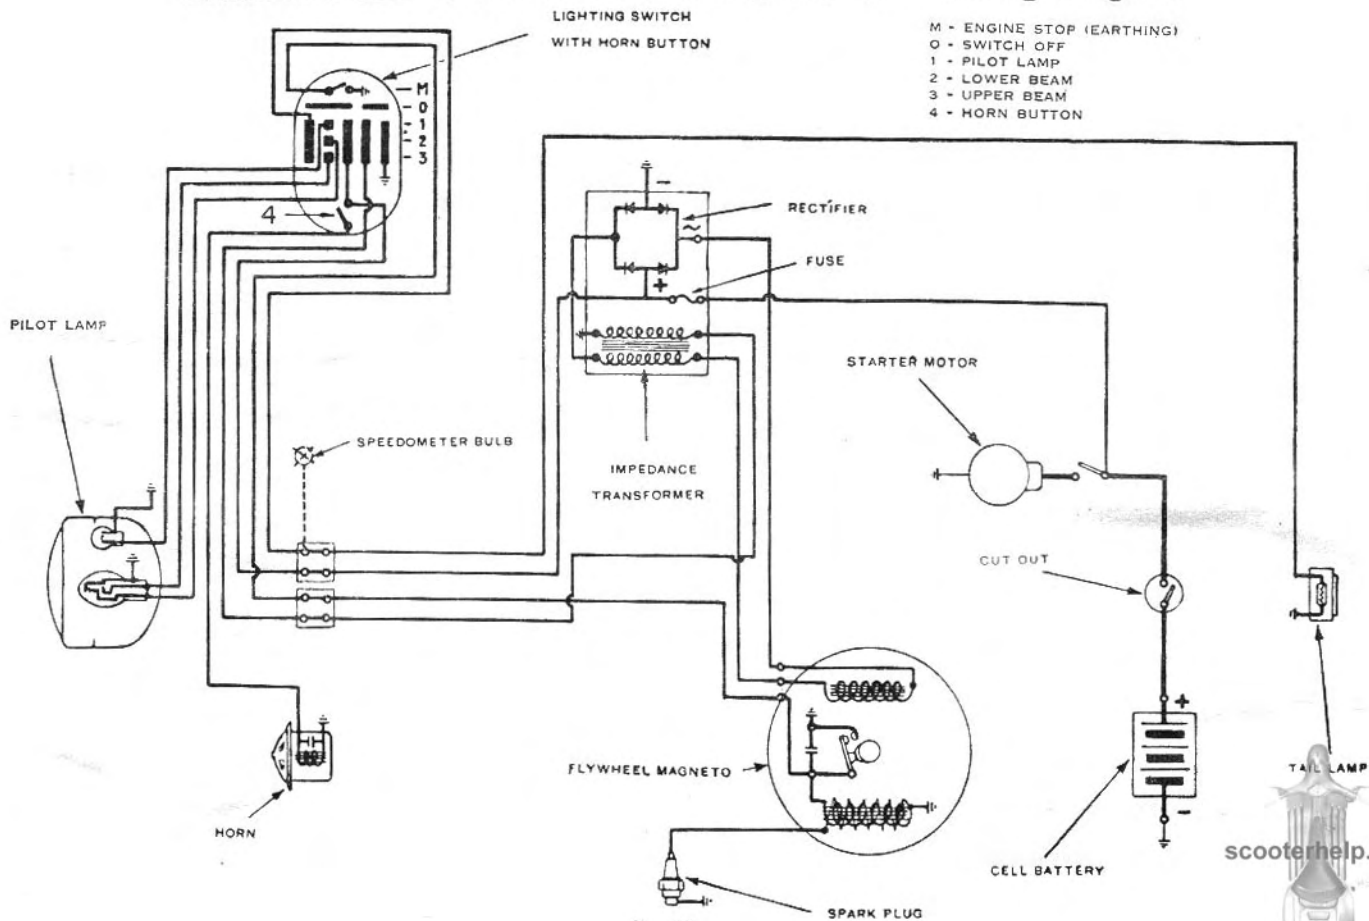 LIGHTING SWITCH
WITH HORN BUTTON
M - ENGINE STOP (EARTHING)
O - SWITCH OFF
1 - PILOT LAMP
2 - LOWER BEAM
3 - UPPER BEAM
4 - HORN BUTTON
- M
- 0
- 1
- 2
- 3
4
-
RECTIFIER
~
FUSE
+
PILOT LAMP
STARTER MOTOR
SPEEDOMETER BULB
IMPEDANCE
TRANSFORMER
CUT OUT
+
FLYWHEEL MAGNETO
TAIL LAMP
-
HORN
scooterhelp.
CELL BATTERY
SPARK PLUG